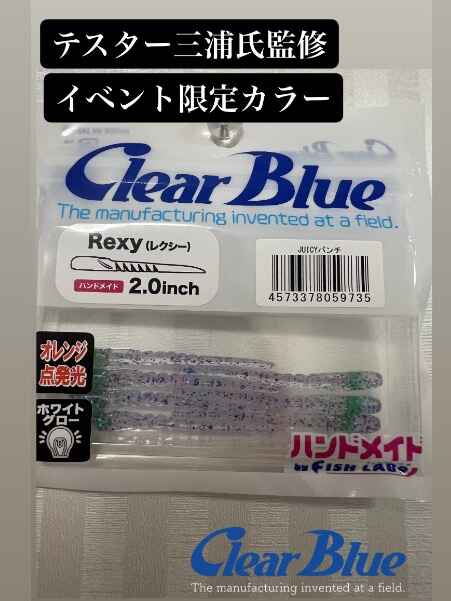 テスター三浦氏監修
イベント限定カラー
Clear Blue
The manufacturing invented at a field.
Rexy(レクシー)
ハンドメイド 2.0inch
JUICYパンチ
4573378059735
オレンジ
点発光
ホワイト
グロー
ハンドメイド
by FISH LABO
Clear Blue
The manufacturing invented at a field.